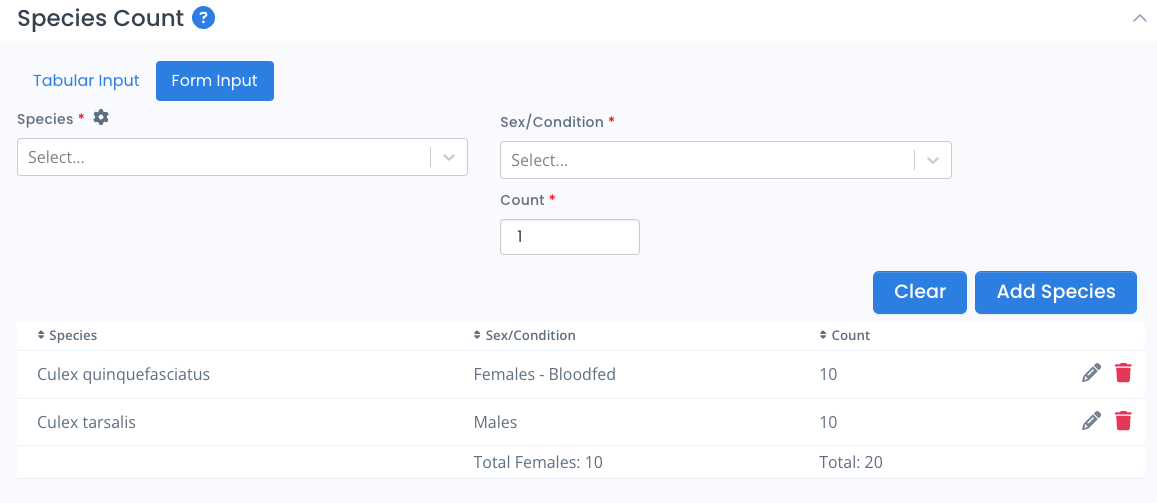 Species Count ?
Tabular Input Form Input
Species * Sex/Condition *
Select... Select...
Count *
1
Clear Add Species
Species Sex/Condition Count
Culex quinquefasciatus Females - Bloodfed 10
Culex tarsalis Males 10
Total Females: 10 Total: 20